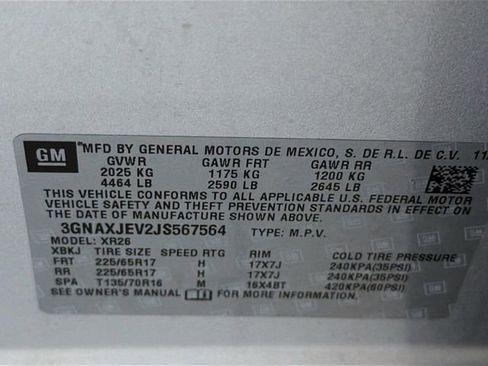 GM
MFD BY GENERAL MOTORS DE MEXICO, S. DE R.L. DE C.V. 11/
GVWR GAWR FRT GAWR RR
2025 KG 1175 KG 1200 KG
4464 LB 2590 LB 2645 LB
THIS VEHICLE CONFORMS TO ALL APPLICABLE U.S. FEDERAL MOTOR
VEHICLE SAFETY AND THEFT PREVENTION STANDARDS IN EFFECT ON
THE DATE OF MANUFACTURE SHOWN ABOVE.
3GNAXJEV2JS567564 TYPE: M.P.V.
MODEL: XR26
XBKJ TIRE SIZE SPEED RTG RIM COLD TIRE PRESSURE
FRT 225/65R17 H 17X7J 240KPA(35PSI)
RR 225/65R17 H 17X7J 240KPA(35PSI)
SPA T135/70R16 M 16X4BT 420KPA(60PSI)
SEE OWNER'S MANUAL FOR MORE INFORMATION.